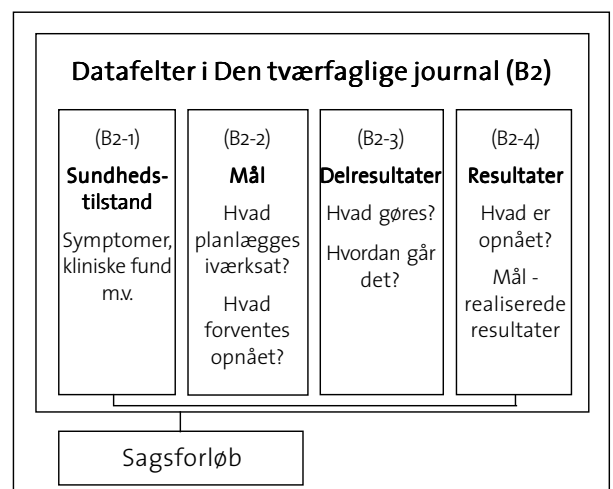 Datafelter i Den tværfaglige journal (B2)
(B2-1)
Sundheds-
tilstand
Symptomer,
kliniske fund
m.v.
(B2-2)
Mål
Hvad
planlægges
iværksat?
Hvad
forventes
opnået?
(B2-3)
Delresultater
Hvad gøres?
Hvordan går
det?
(B2-4)
Resultater
Hvad er
opnået?
Mål -
realiserede
resultater
Sagsforløb